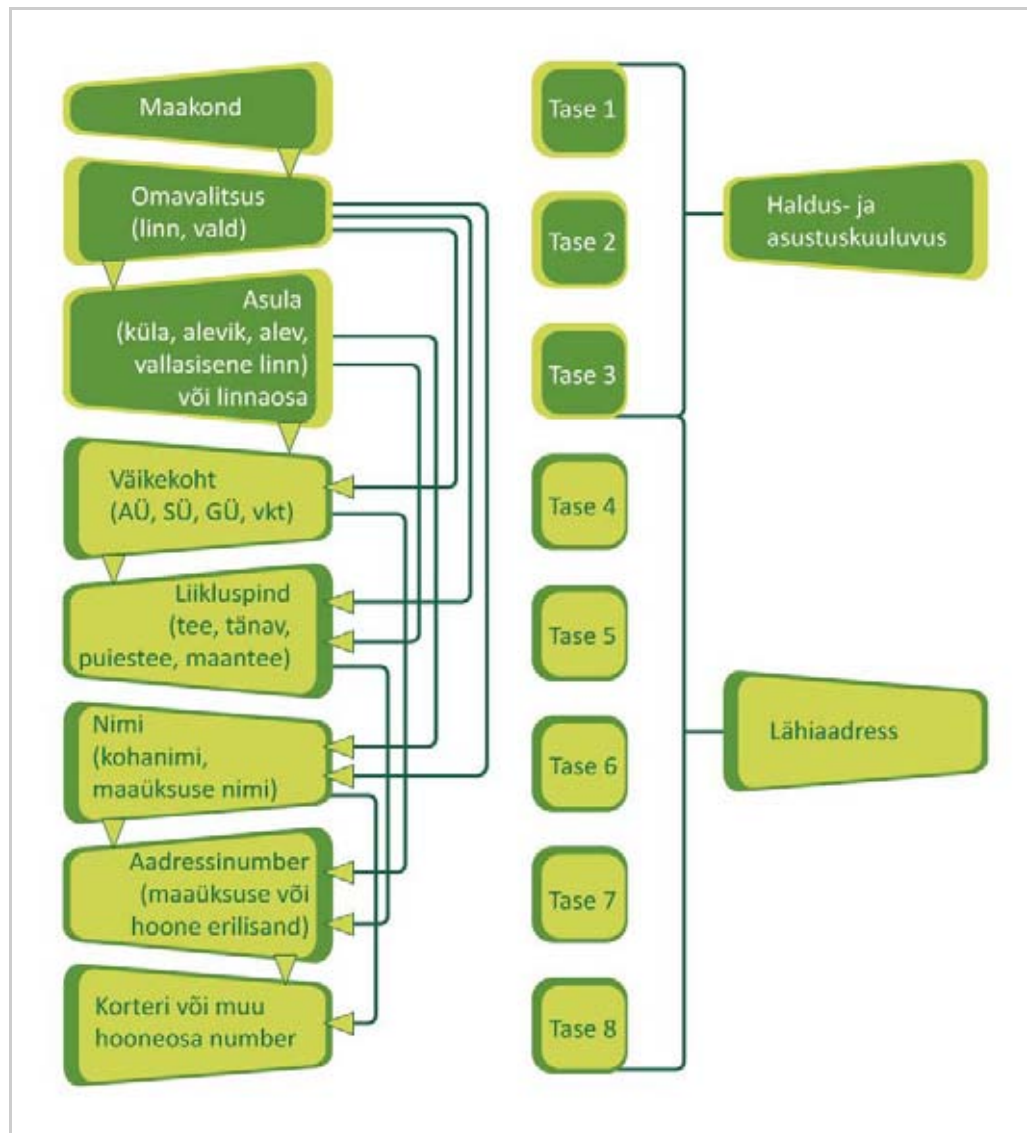 Maakond
Omavalitsus
(linn, vald)
Asula
(küla, alevik, alev,
vallasisene linn)
või linnaosa
Väikekoht
(AÜ, SÜ, GÜ, vkt)
Liikluspind
(tee, tänav,
puiestee, maantee)
Nimi
(kohanimi,
maaüksuse nimi)
Aadressinumber
(maaüksuse või
hoone erilisand)
Korteri või muu
hooneosa number
Tase 1
Tase 2
Tase 3
Tase 4
Tase 5
Tase 6
Tase 7
Tase 8
Haldus- ja
asustuskuuluvus
Lähiaadress